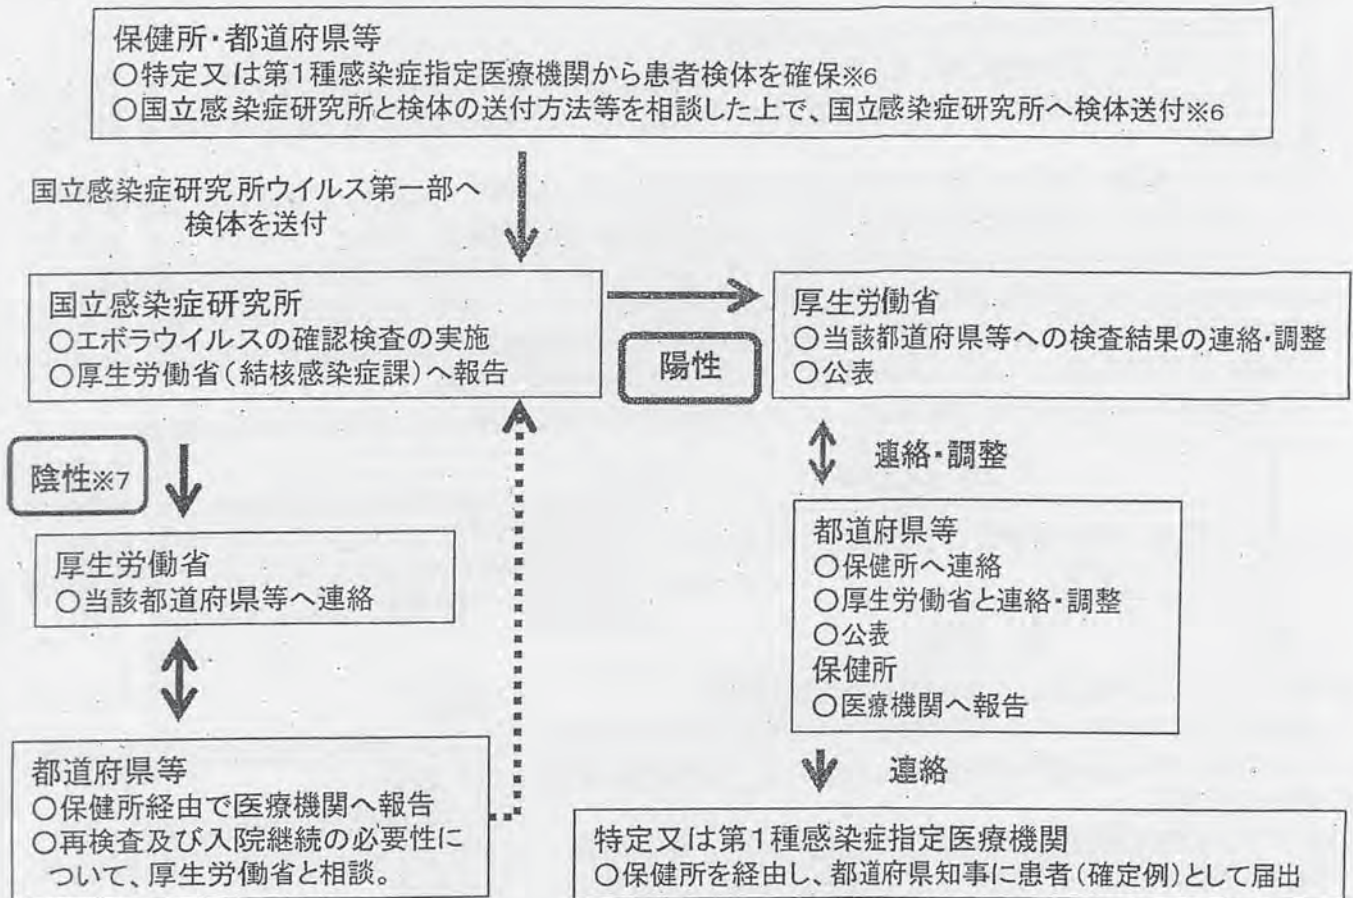 保健所・都道府県等
○特定又は第1種感染症指定医療機関から患者検体を確保※6
○国立感染症研究所と検体の送付方法等を相談した上で、国立感染症研究所へ検体送付※6
国立感染症研究所ウイルス第一部へ
検体を送付
国立感染症研究所
○エボラウイルスの確認検査の実施
○厚生労働省(結核感染症課)へ報告
陽性
厚生労働省
○当該都道府県等への検査結果の連絡・調整
○公表
陰性※7
厚生労働省
○当該都道府県等へ連絡
連絡・調整
都道府県等
○保健所へ連絡
○厚生労働省と連絡・調整
○公表
保健所
○医療機関へ報告
都道府県等
○保健所経由で医療機関へ報告
○再検査及び入院継続の必要性に
ついて、厚生労働省と相談。
連絡
特定又は第1種感染症指定医療機関
○保健所を経由し、都道府県知事に患者(確定例)として届出